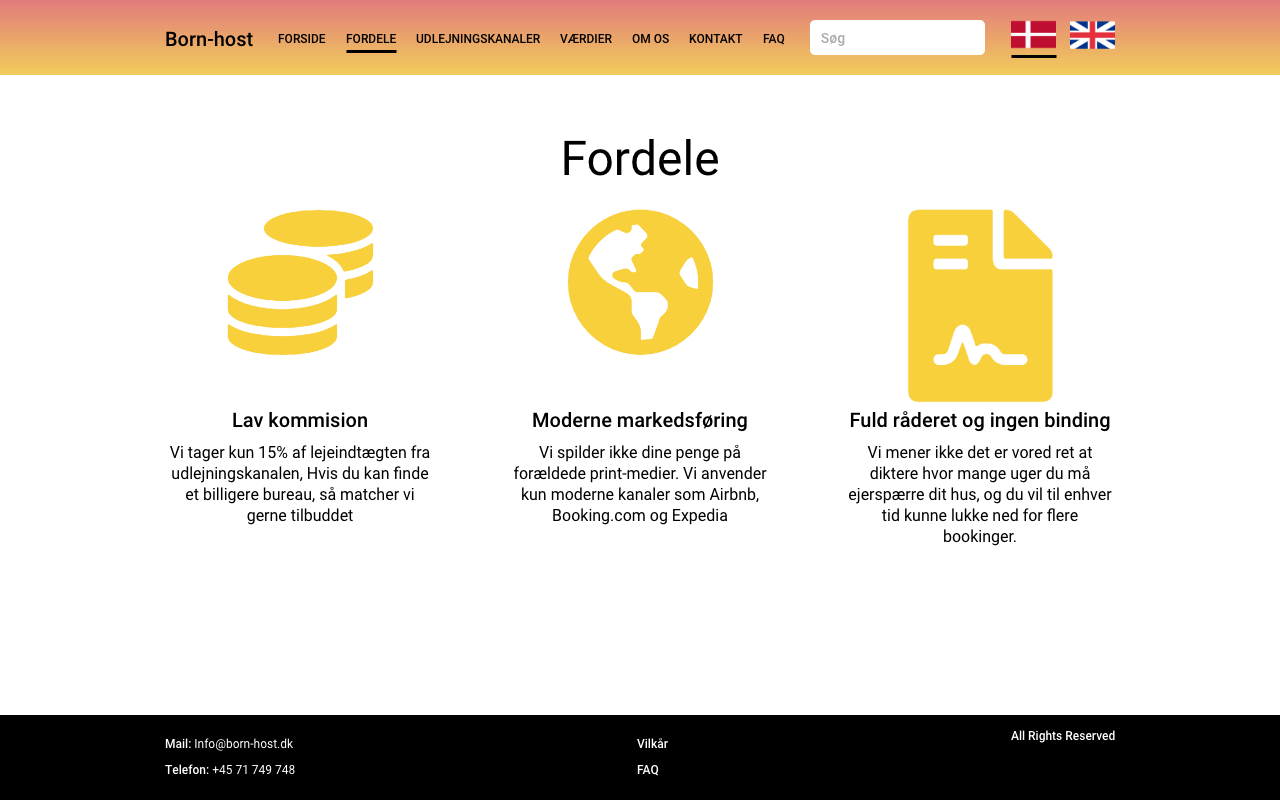 Born-host
FORSIDE
FORDELE
UDLEJNINGSKANALER
VÆRDIER
OM OS
KONTAKT
FAQ
Søg
Fordele
Lav kommision
Vi tager kun 15% af lejeindtægten fra
udlejningskanalen, Hvis du kan finde
et billigere bureau, så matcher vi
gerne tilbuddet
Moderne markedsføring
Vi spilder ikke dine penge på
forældede print-medier. Vi anvender
kun moderne kanaler som Airbnb,
Booking.com og Expedia
Fuld råderet og ingen binding
Vi mener ikke det er vored ret at
diktere hvor mange uger du må
ejerspærre dit hus, og du vil til enhver
tid kunne lukke ned for flere
bookinger.
Mail: Info@born-host.dk
Telefon: +45 71 749 748
Vilkår
FAQ
All Rights Reserved